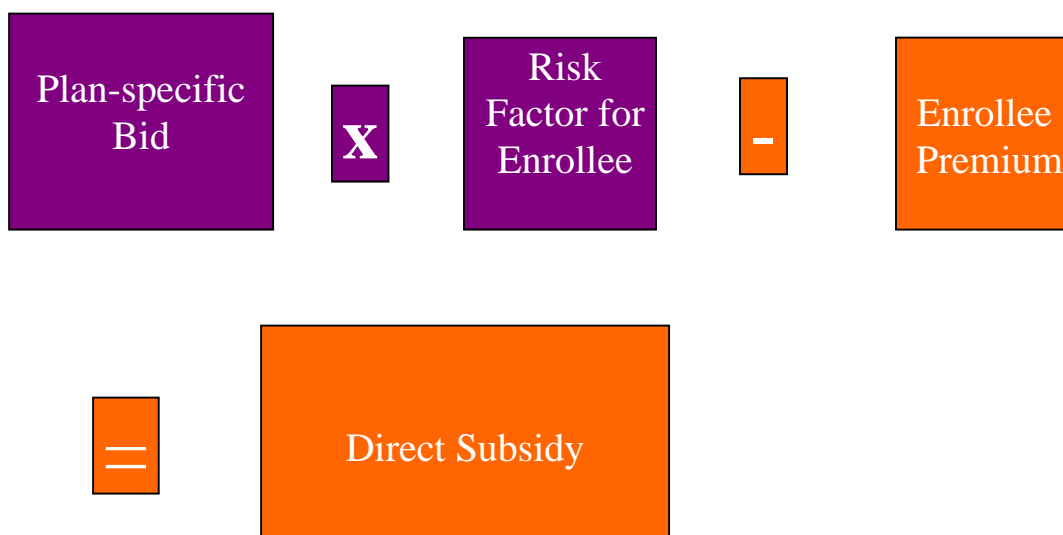 Plan-specific
Bid
x
Risk
Factor for
Enrollee
-
Enrollee
Premium
=
Direct Subsidy